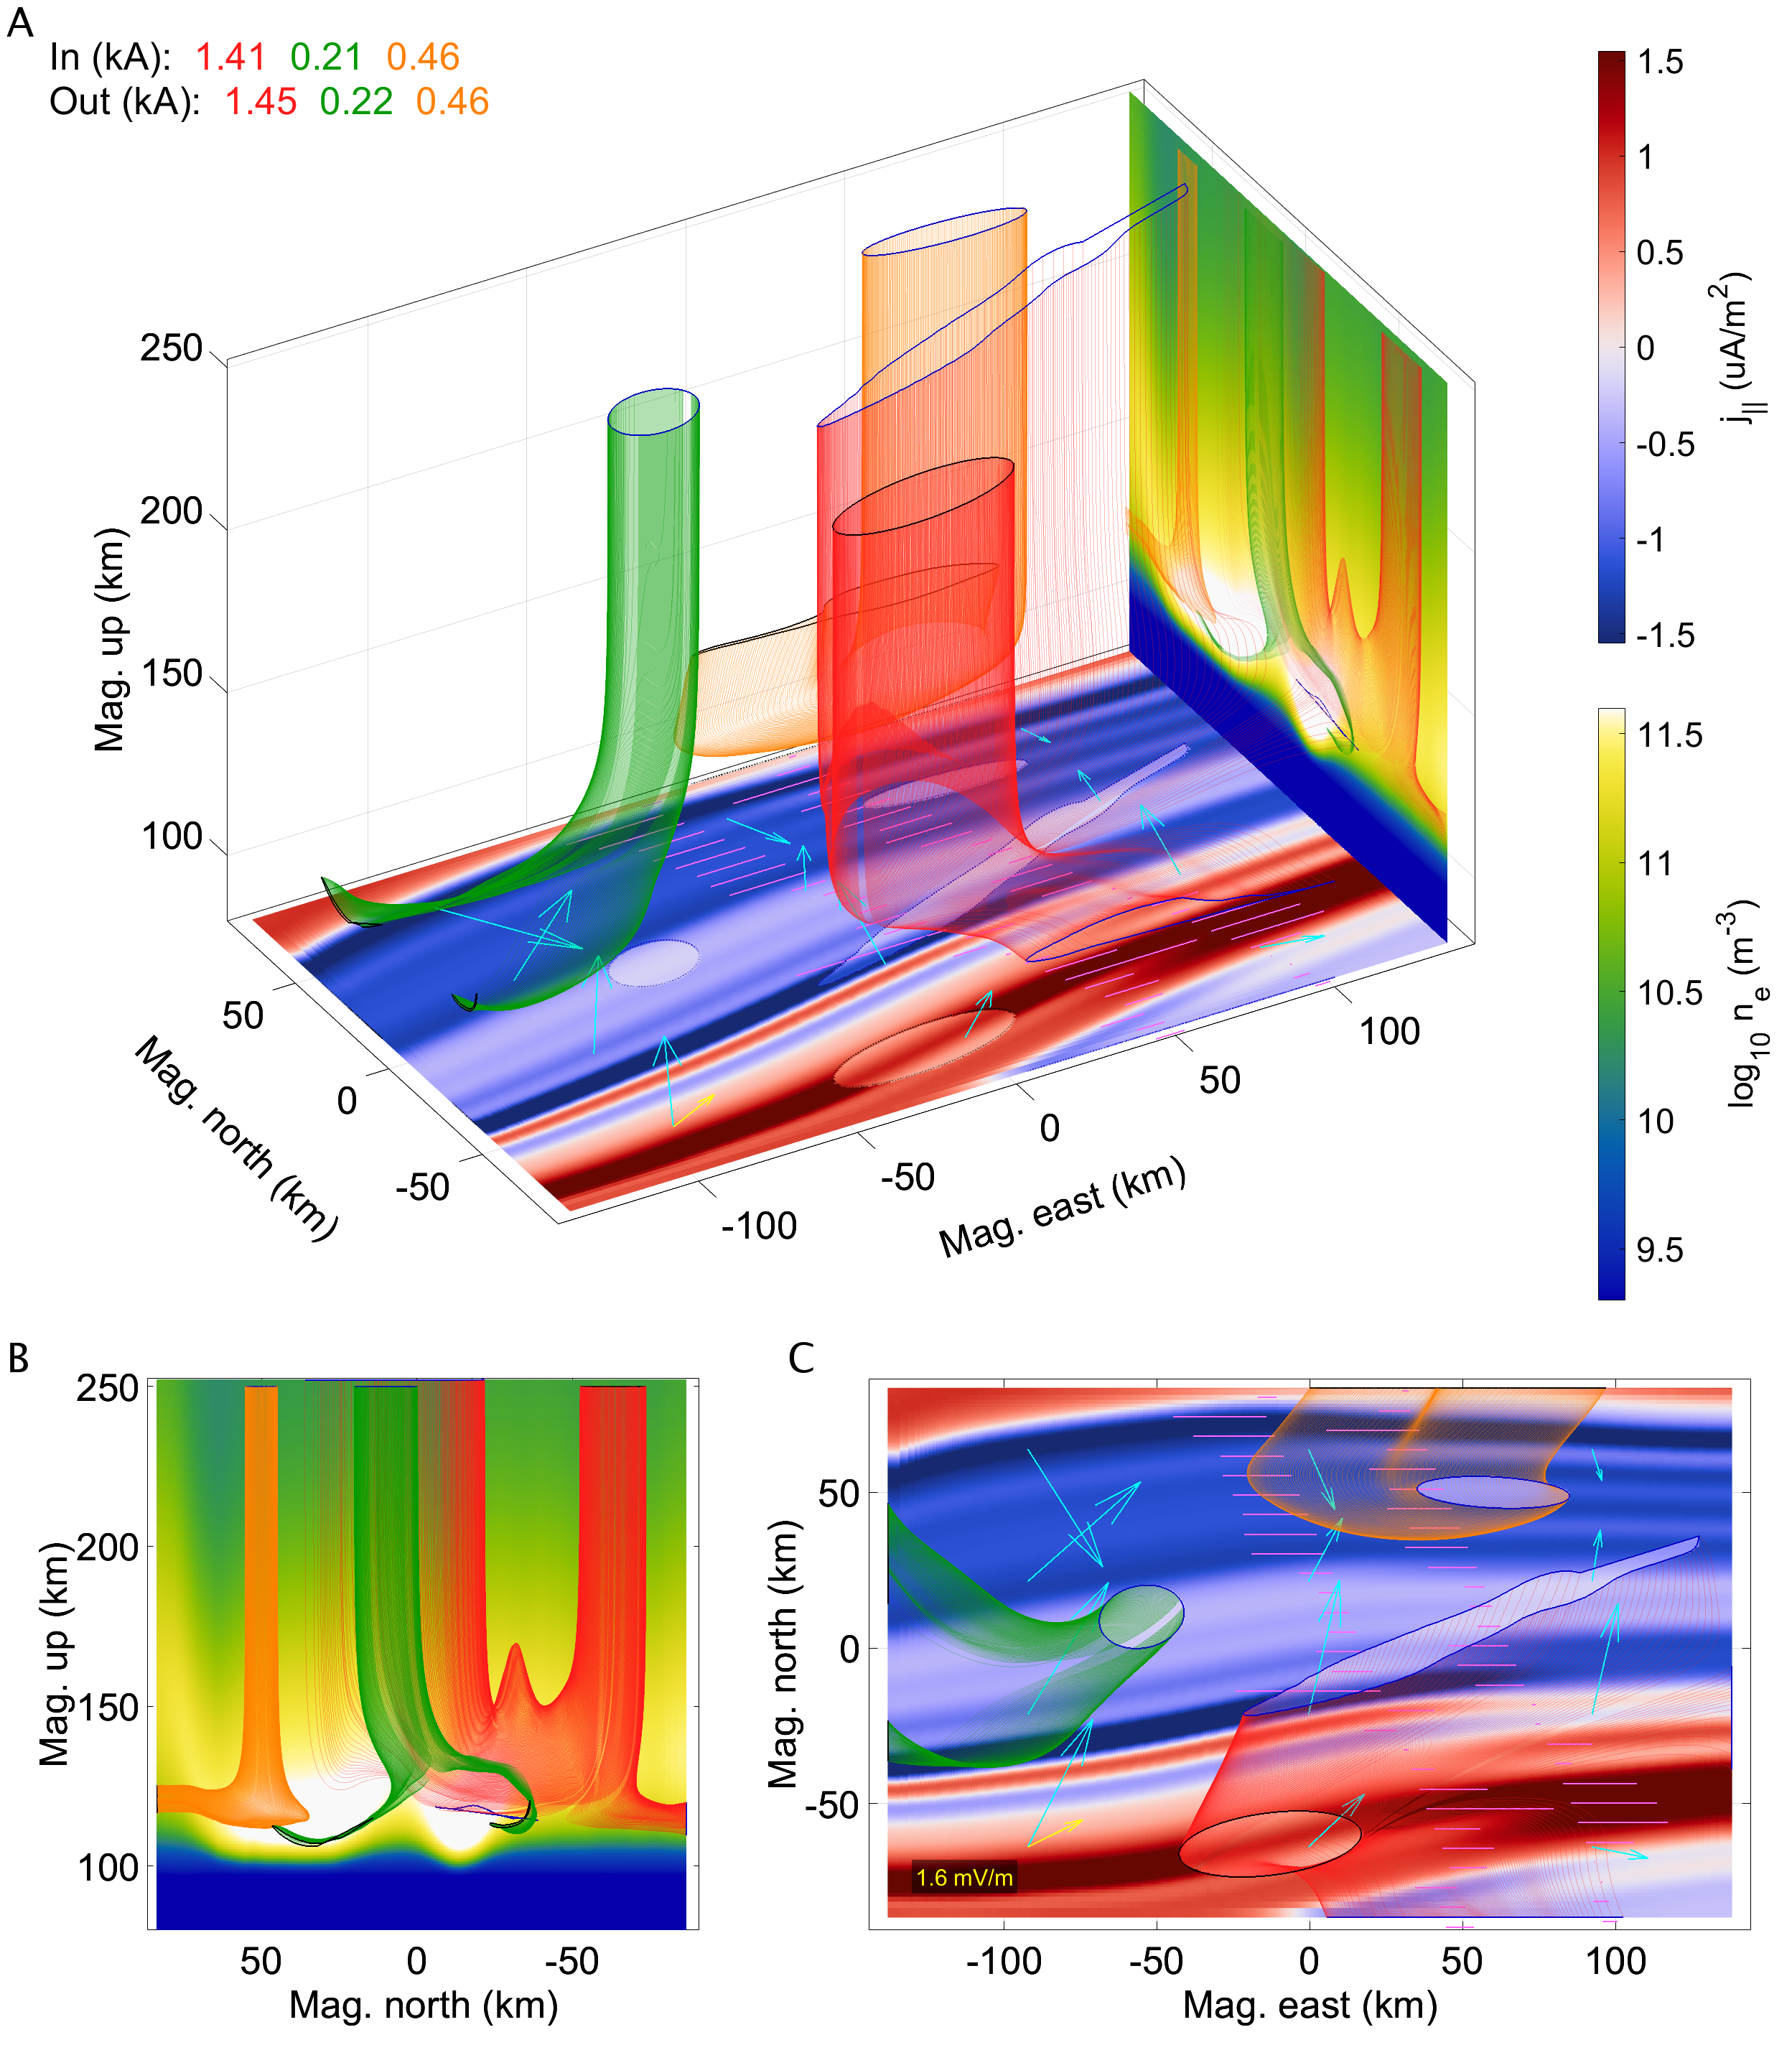 A
In (kA): 1.41 0.21 0.46
Out (kA): 1.45 0.22 0.46
250
200
150
100
Mag. up (km)
50
0
-50
Mag. north (km)
-100
-50
0
50
100
Mag. east (km)
1.5
1
0.5
0
-0.5
-1
-1.5
j|| (uA/m2)
11.5
11
10.5
10
9.5
log10 ne (m-3)
B
250
200
150
100
Mag. up (km)
50
0
-50
Mag. north (km)
C
50
0
-50
Mag. north (km)
1.6 mV/m
-100
-50
0
50
100
Mag. east (km)